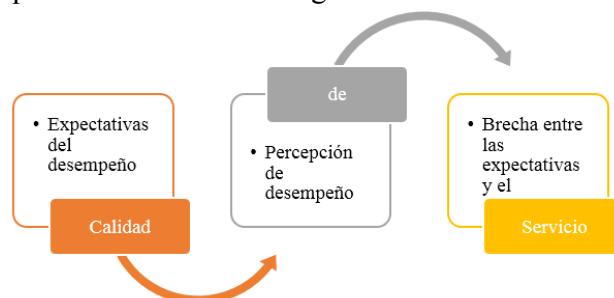 • Expectativas
del
desempeño
Calidad
de
• Percepción
de
desempeño
• Brecha entre
las
expectativas
y el
Servicio